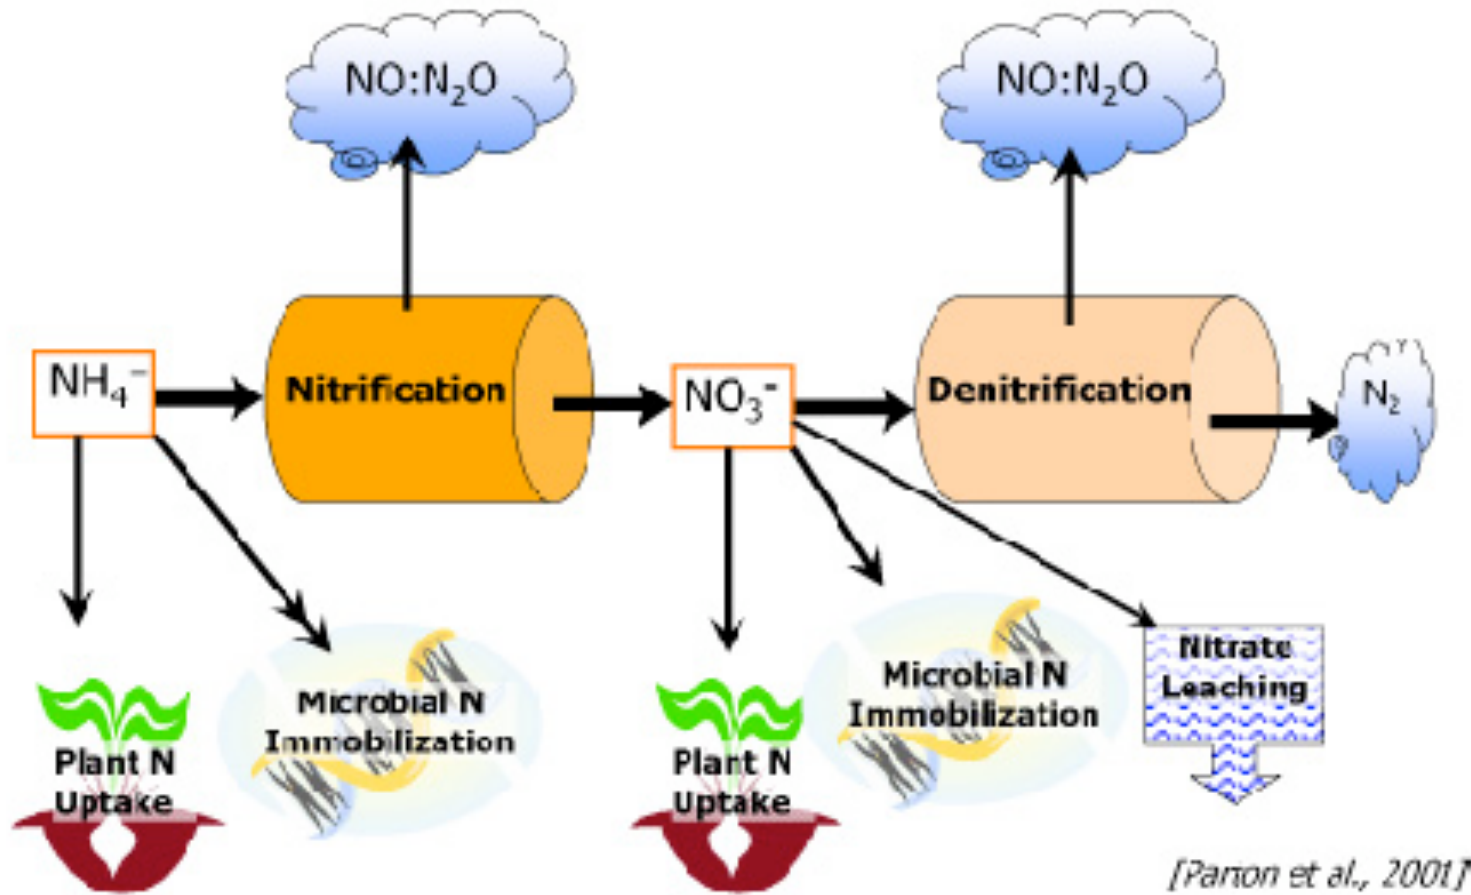 NO:N₂O
NO:N₂O
NH₄⁻
Nitrification
NO₃⁻
Denitrification
N₂
Plant N
Uptake
Microbial N
Immobilization
Plant N
Uptake
Microbial N
Immobilization
Nitrate
Leaching
[Parton et al., 2001]